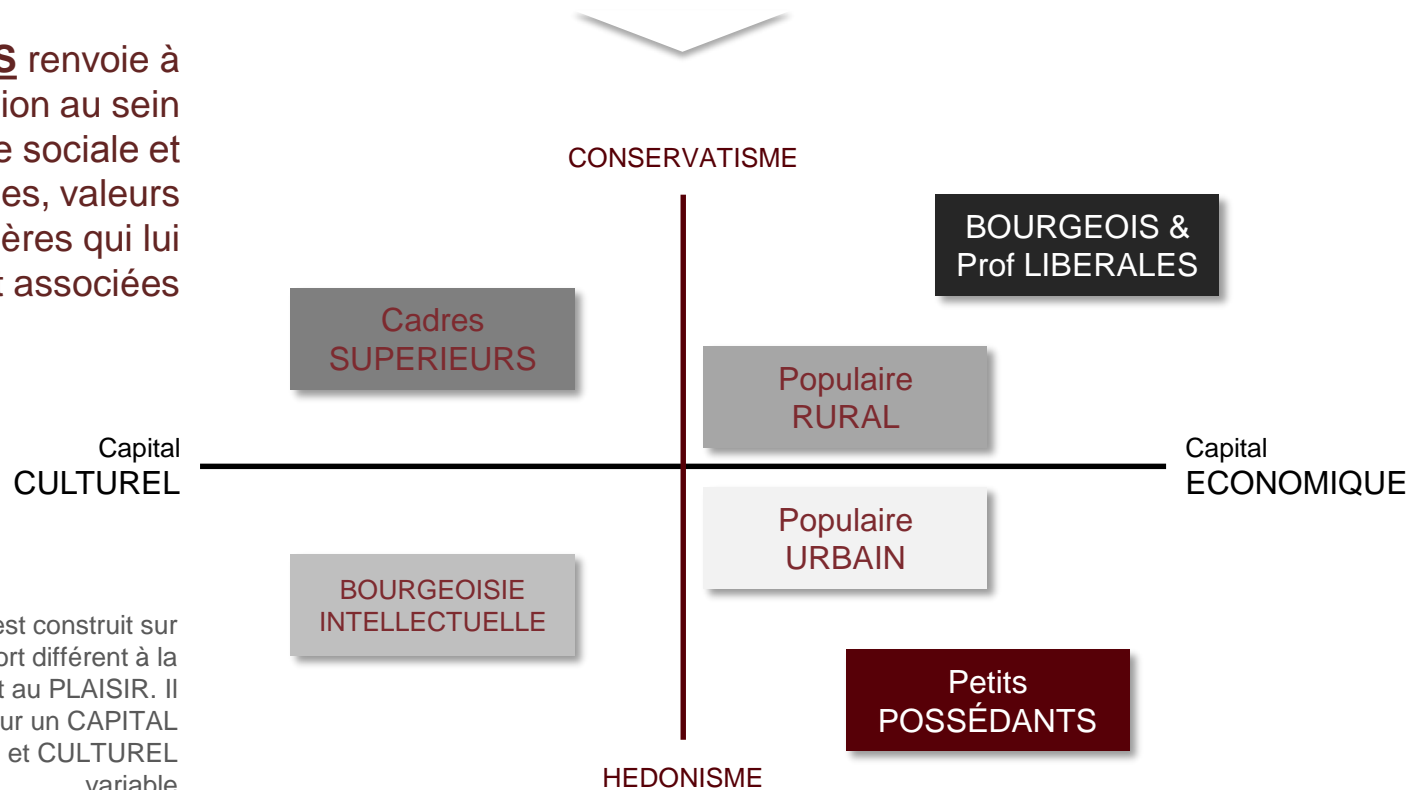 S renvoie à
ion au sein
e sociale et
es, valeurs
ères qui lui
t associées
CONSERVATISME
BOURGEOIS &
Prof LIBERALES
Cadres
SUPERIEURS
Populaire
RURAL
Capital
CULTUREL
Capital
ECONOMIQUE
Populaire
URBAIN
BOURGEOISIE
INTELLECTUELLE
est construit sur
ort différent à la
t au PLAISIR. Il
ur un CAPITAL
et CULTUREL
variable
Petits
POSSÉDANTS
HEDONISME